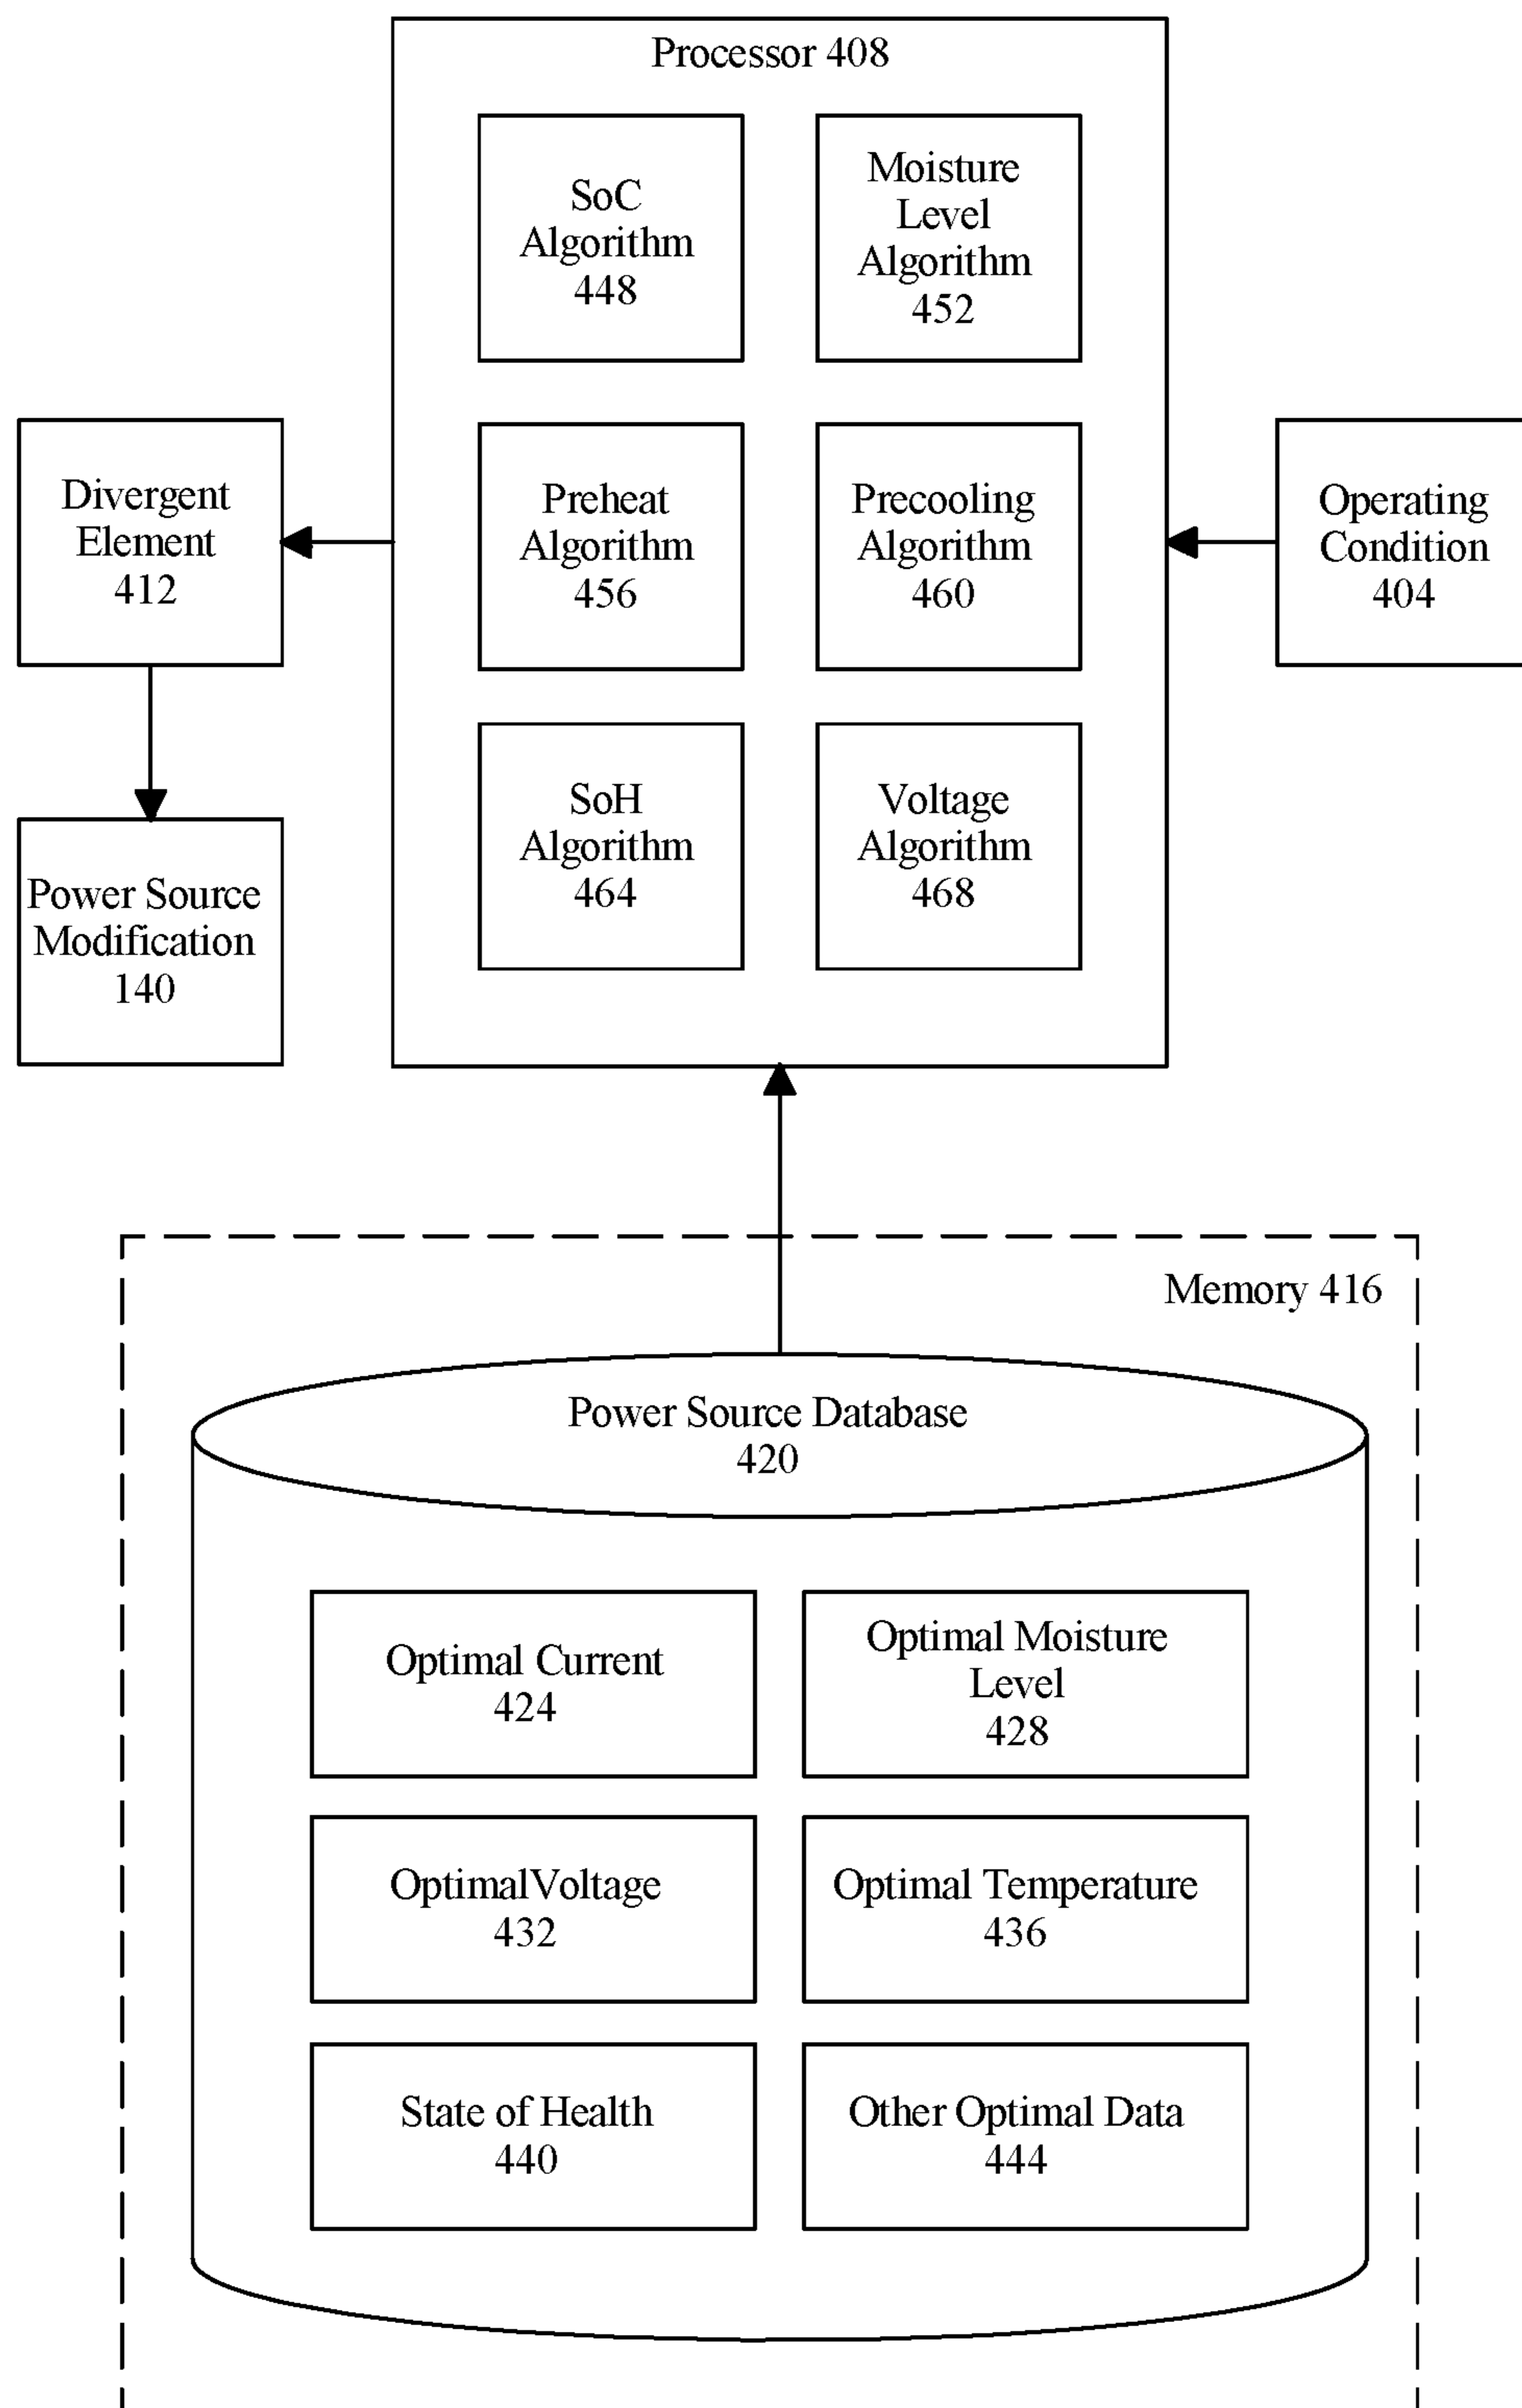 Processor 408
SoC
Algorithm
448
Moisture
Level
Algorithm
452
Divergent
Element
412
Preheat
Algorithm
456
Precooling
Algorithm
460
Operating
Condition
404
SoH
Algorithm
464
Voltage
Algorithm
468
Power Source
Modification
140
Memory 416
Power Source Database
420
Optimal Current
424
Optimal Moisture
Level
428
OptimalVoltage
432
Optimal Temperature
436
State of Health
440
Other Optimal Data
444